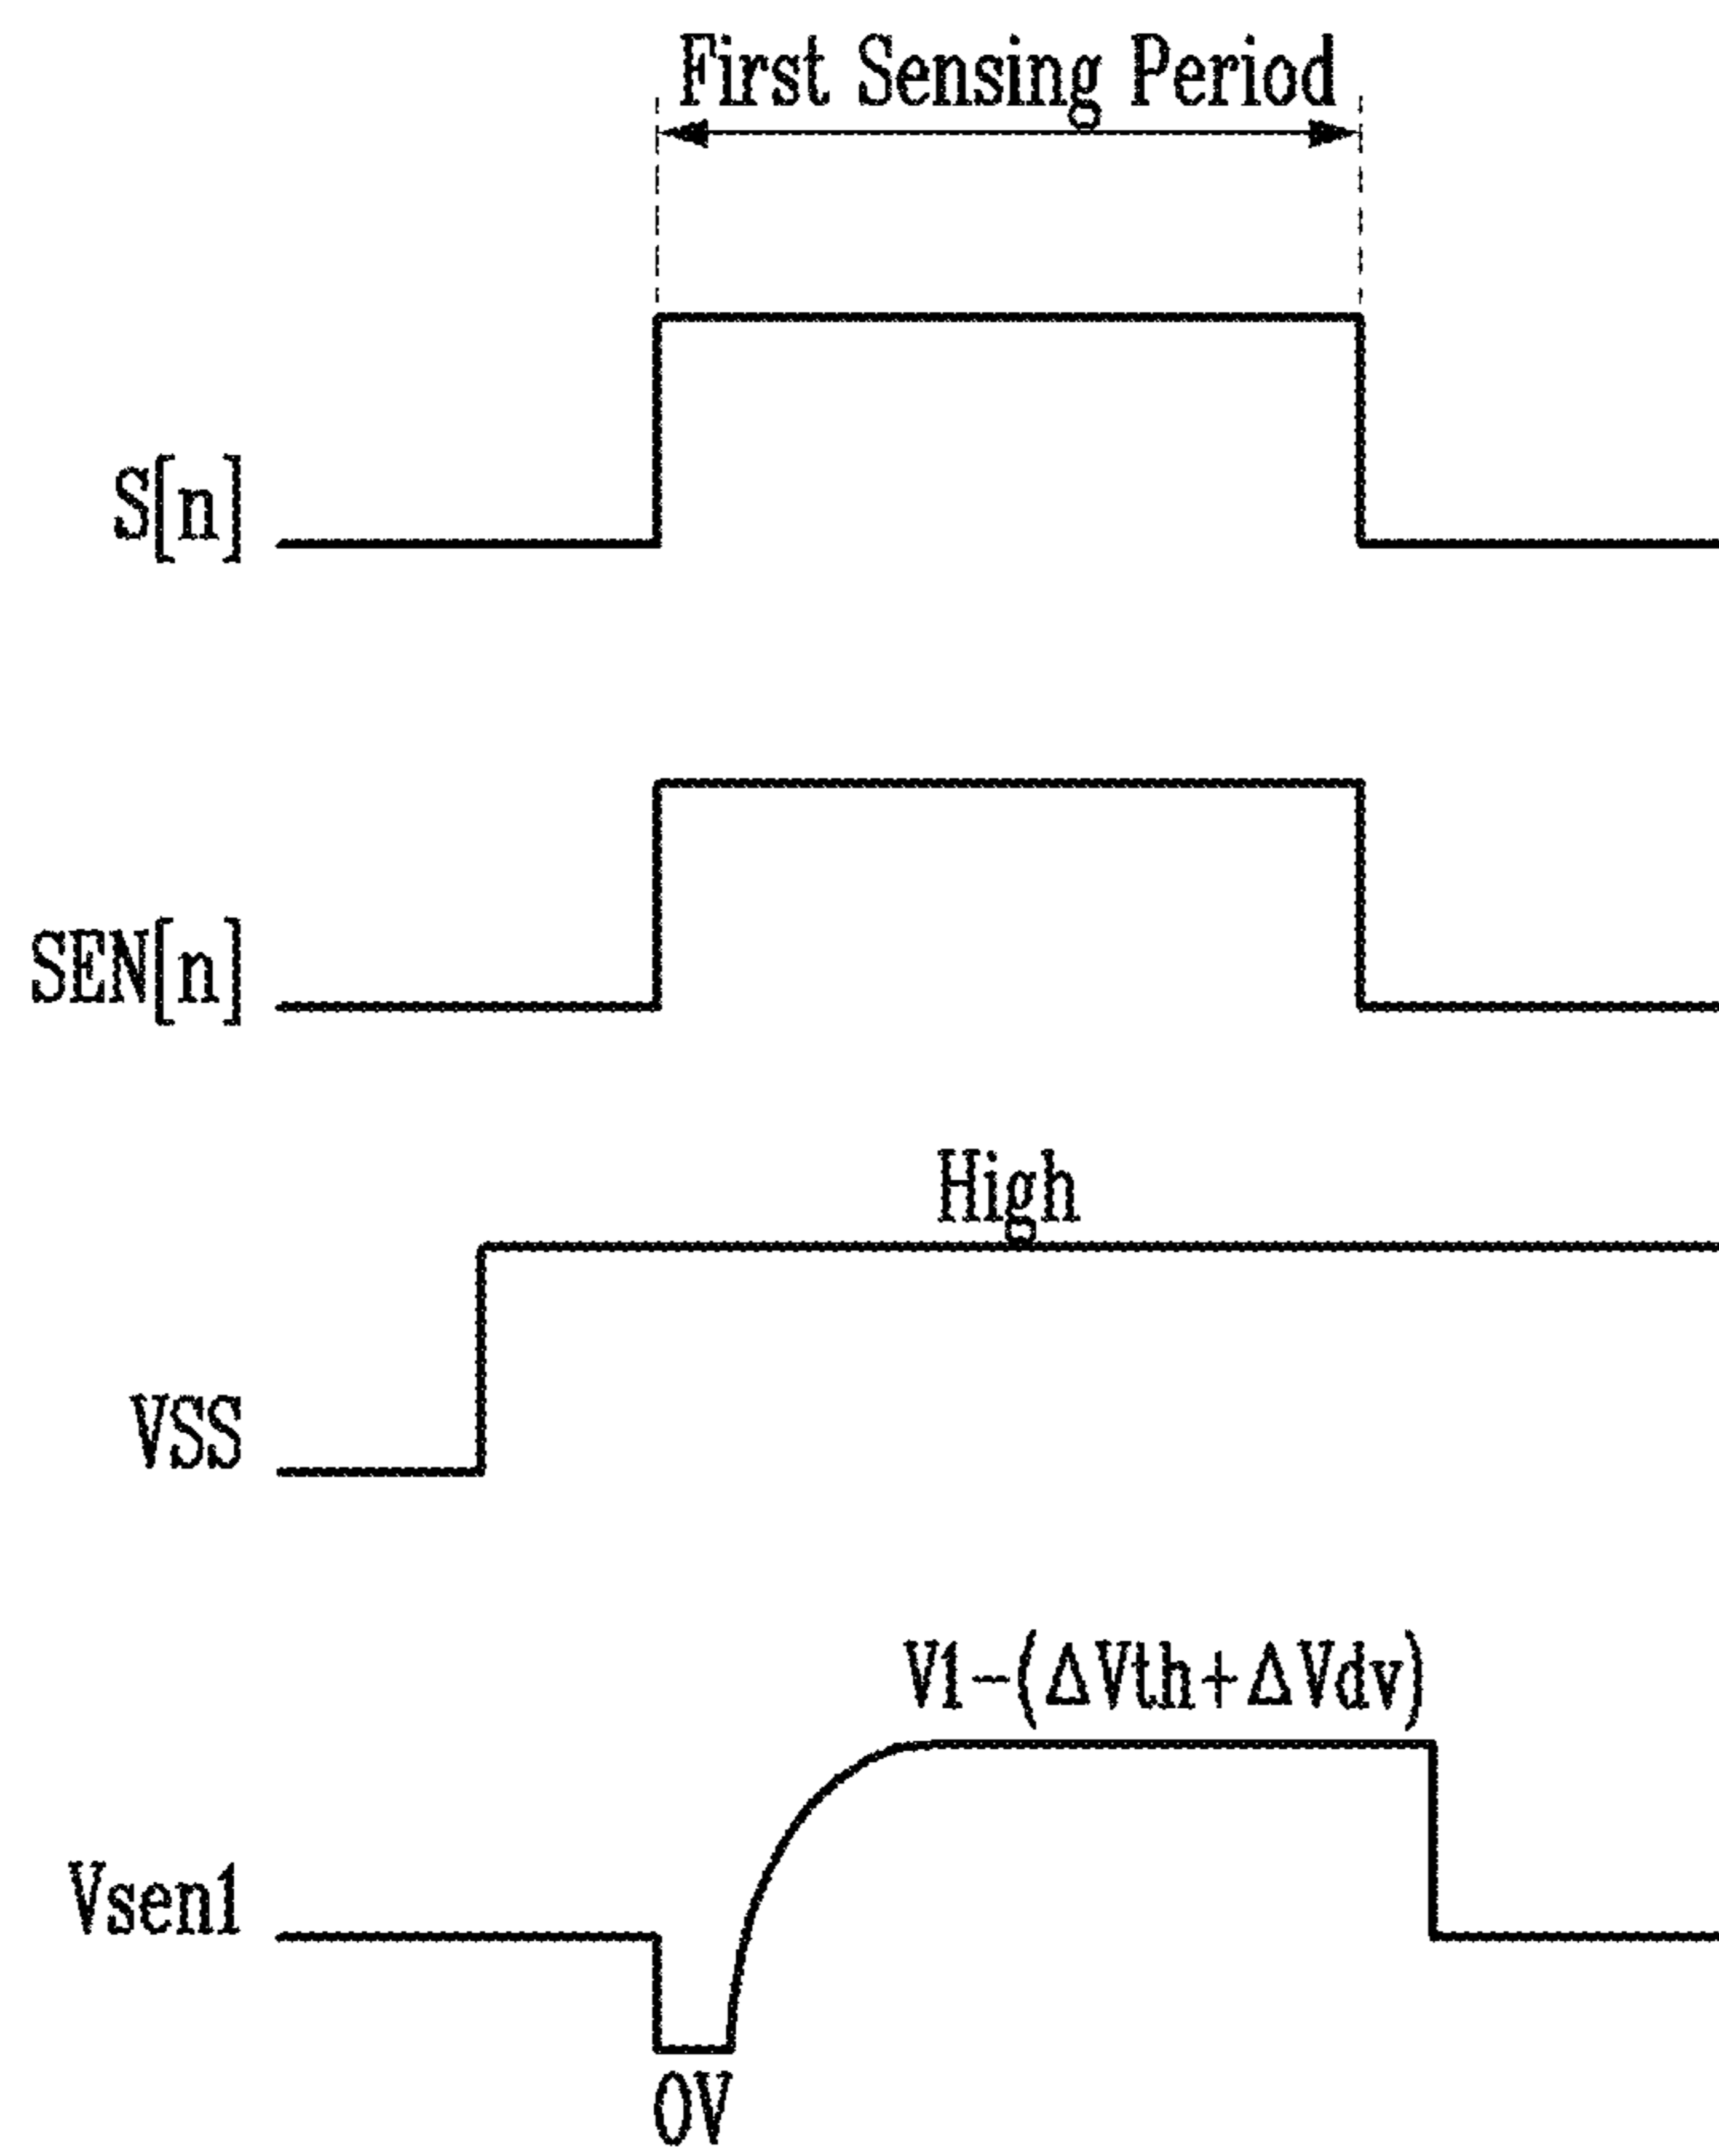 First Sensing Period
S[n]
SEN[n]
High
VSS
V1-(ΔVth+ΔVdv)
Vsen1
0V